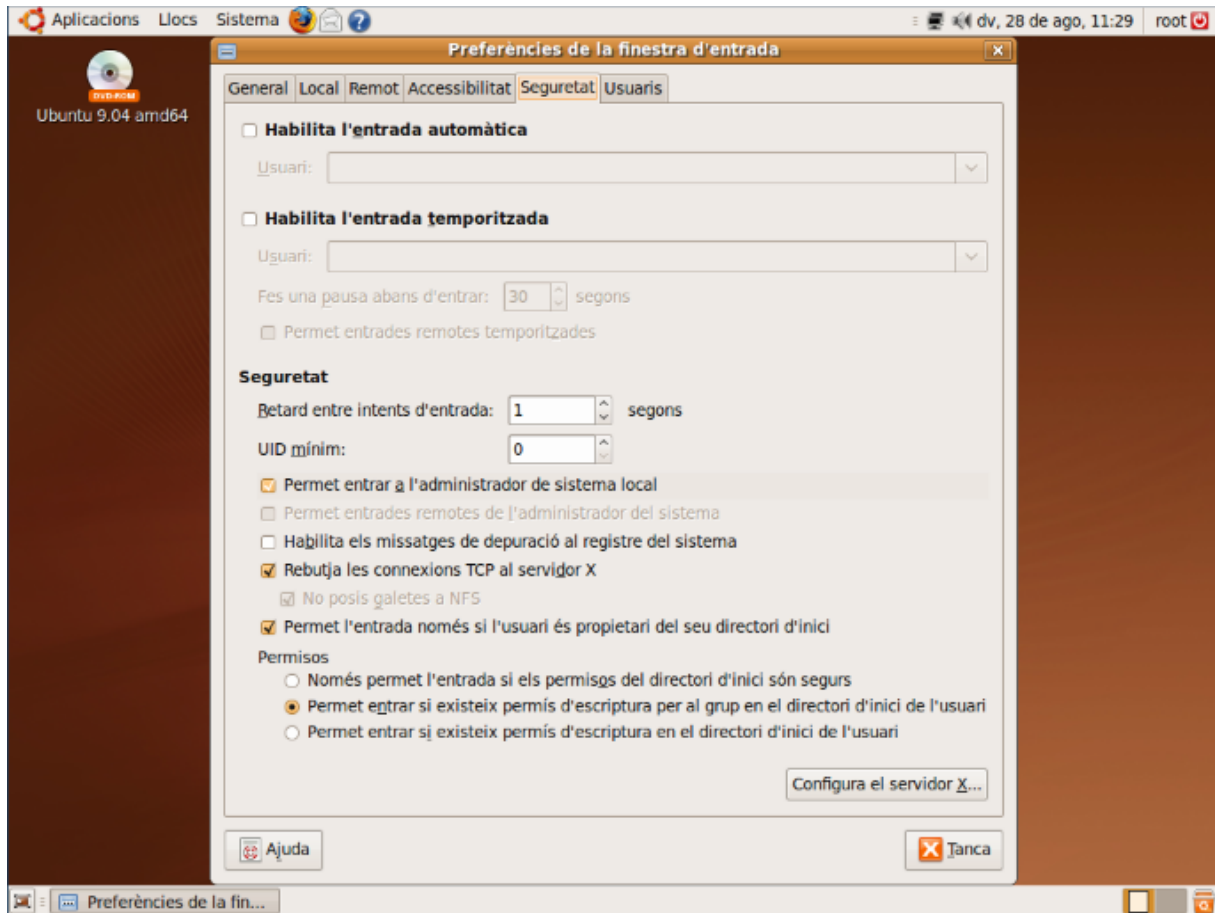 Aplicacions Llocs Sistema dv, 28 de ago, 11:29 root
DVD-ROM
Ubuntu 9.04 amd64
Preferències de la finestra d'entrada
General Local Remot Accessibilitat Seguretat Usuaris
Habilita l'entrada automàtica
Usuari:
Habilita l'entrada temporitzada
Usuari:
Fes una pausa abans d'entrar: 30 segons
Permet entrades remotes temporitzades
Seguretat
Retard entre intents d'entrada: 1 segons
UID mínim: 0
Permet entrar a l'administrador de sistema local
Permet entrades remotes de l'administrador del sistema
Habilita els missatges de depuració al registre del sistema
Rebutja les connexions TCP al servidor X
No posis galetes a NFS
Permet l'entrada només si l'usuari és propietari del seu directori d'inici
Permisos
Només permet l'entrada si els permisos del directori d'inici són segurs
Permet entrar si existeix permís d'escriptura per al grup en el directori d'inici de l'usuari
Permet entrar si existeix permís d'escriptura en el directori d'inici de l'usuari
Configura el servidor X...
Ajuda Tanca
Preferències de la fin...